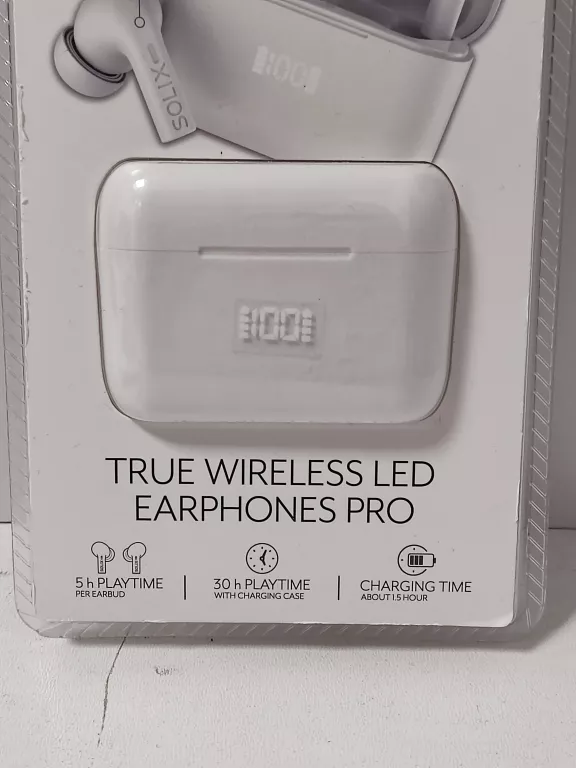 100
SOLIX
100
TRUE WIRELESS LED
EARPHONES PRO
5 h PLAYTIME
PER EARBUD
30 h PLAYTIME
WITH CHARGING CASE
CHARGING TIME
ABOUT 1.5 HOUR